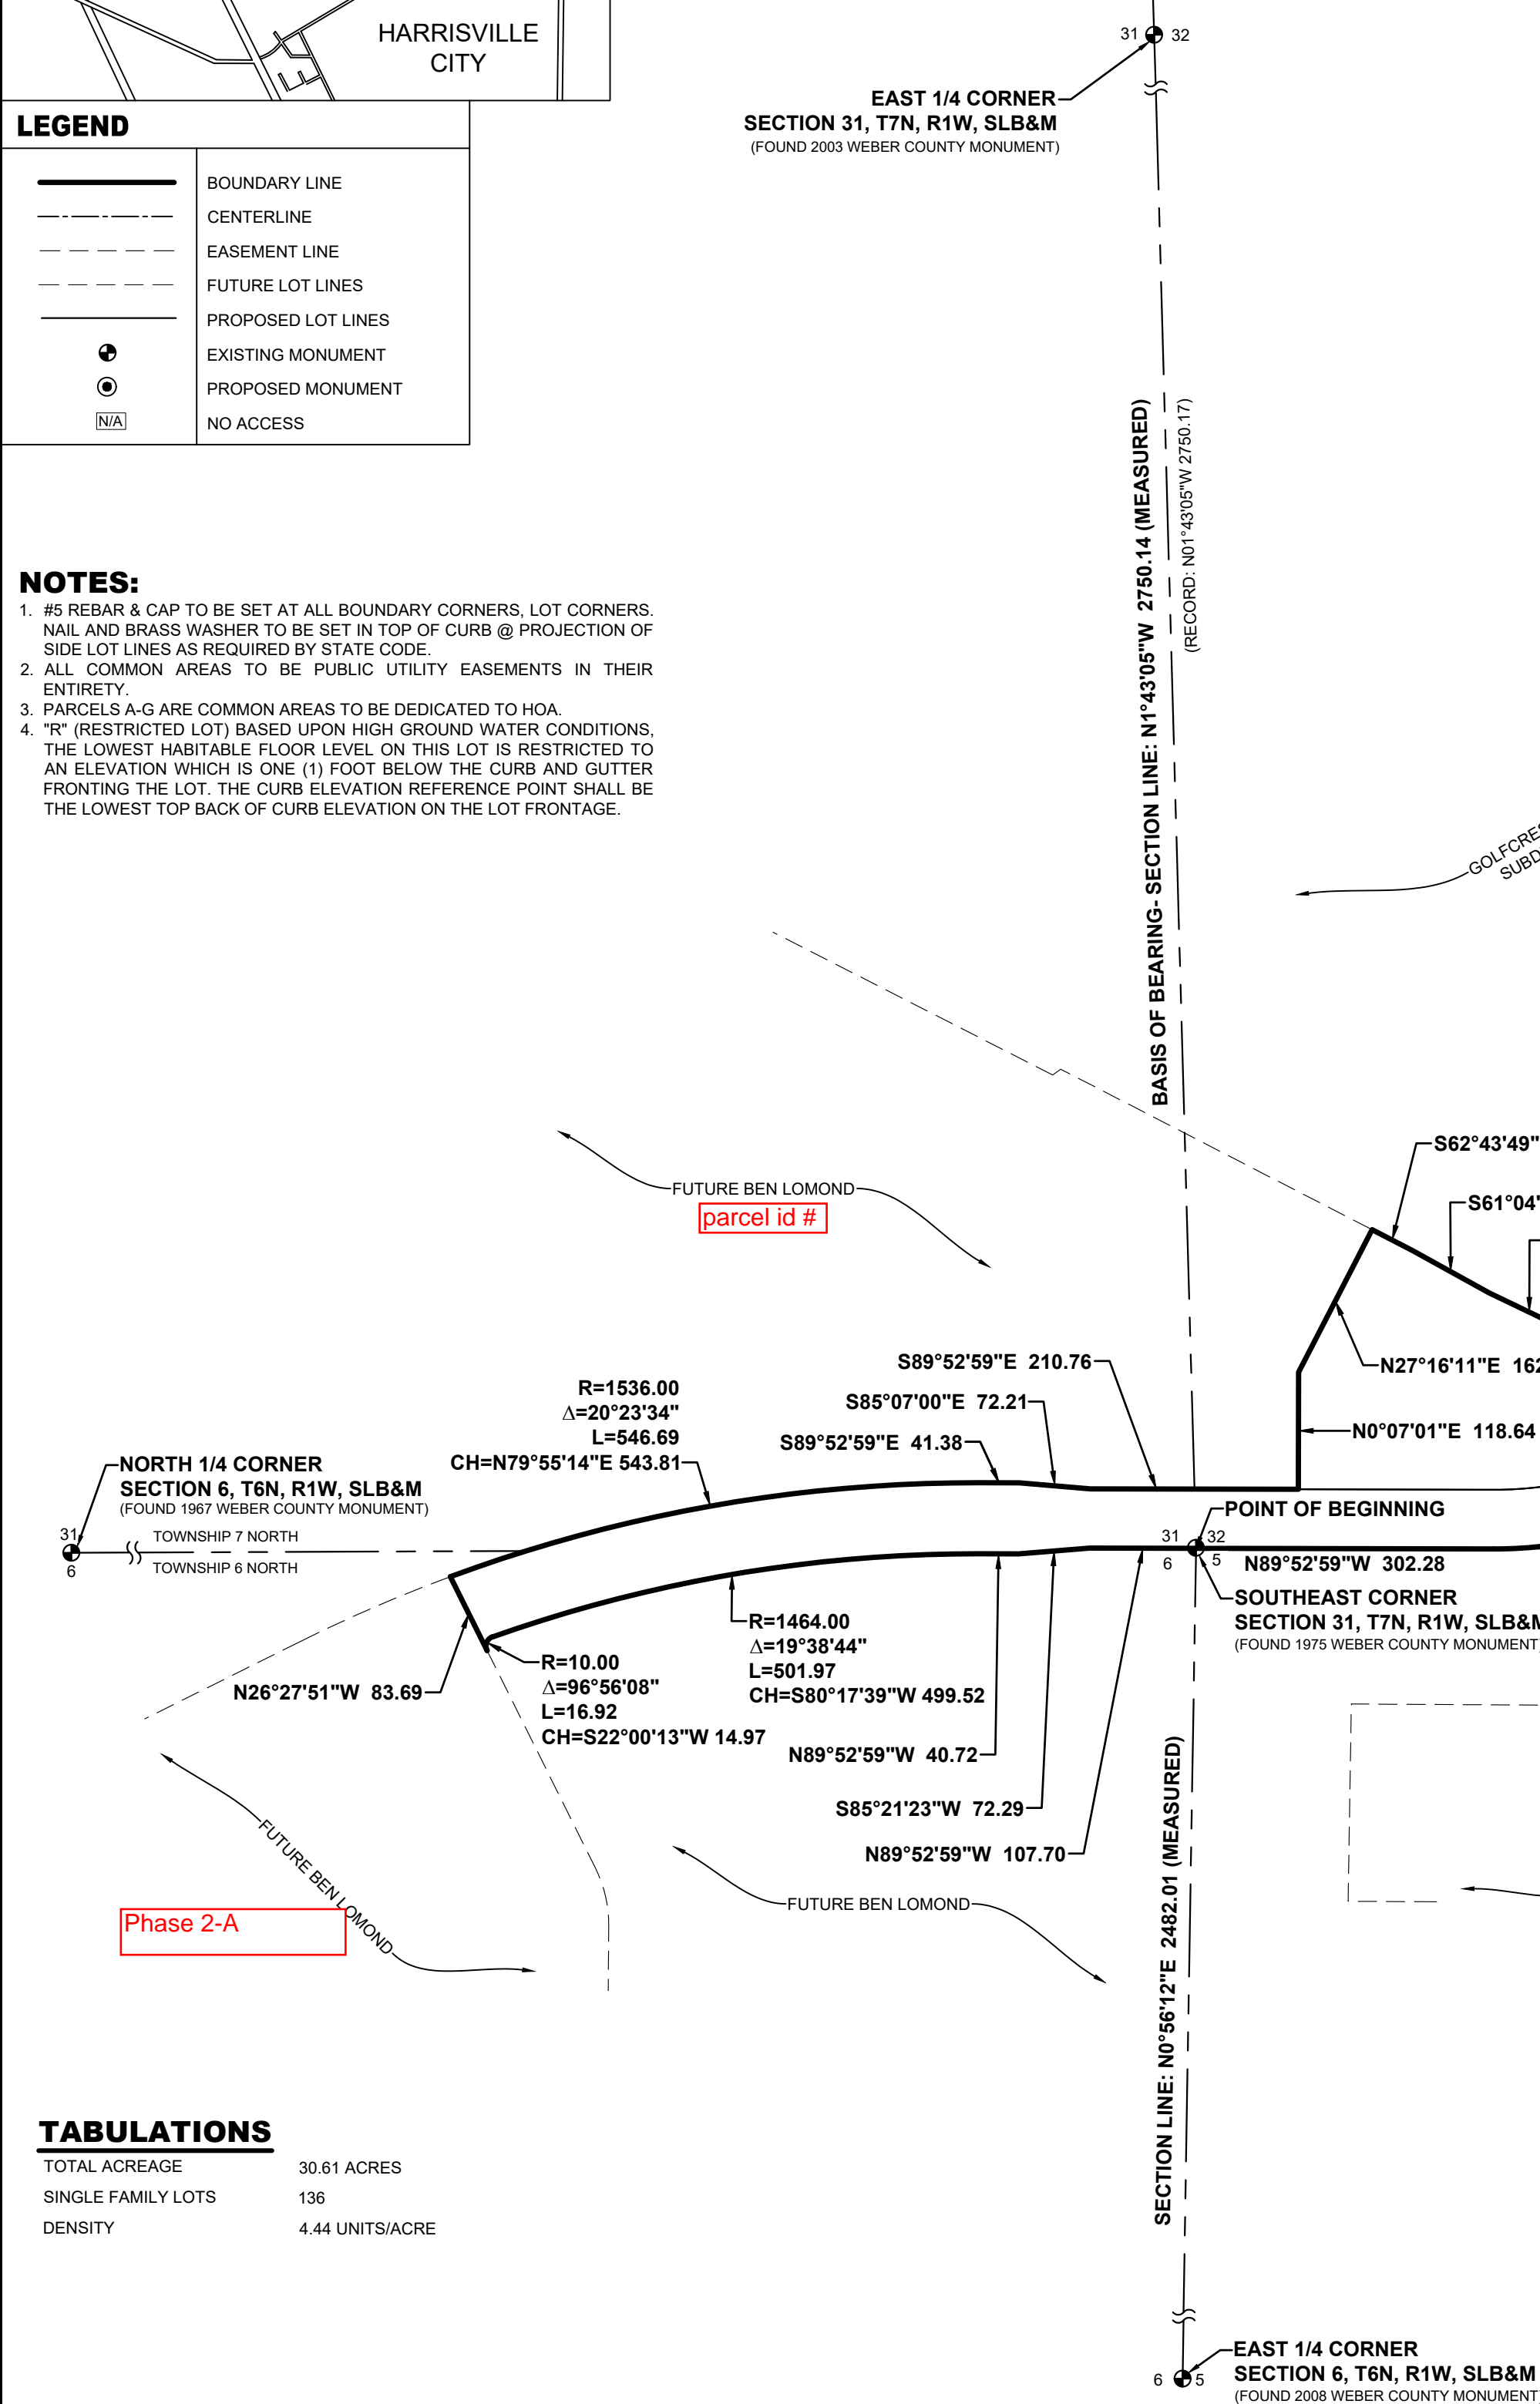 HARRISVILLE
CITY
LEGEND
BOUNDARY LINE
CENTERLINE
EASEMENT LINE
FUTURE LOT LINES
PROPOSED LOT LINES
EXISTING MONUMENT
PROPOSED MONUMENT
N/A NO ACCESS
31 32
EAST 1/4 CORNER
SECTION 31, T7N, R1W, SLB&M
(FOUND 2003 WEBER COUNTY MONUMENT)
NOTES:
1. #5 REBAR & CAP TO BE SET AT ALL BOUNDARY CORNERS, LOT CORNERS.
NAIL AND BRASS WASHER TO BE SET IN TOP OF CURB @ PROJECTION OF
SIDE LOT LINES AS REQUIRED BY STATE CODE.
2. ALL COMMON AREAS TO BE PUBLIC UTILITY EASEMENTS IN THEIR
ENTIRETY.
3. PARCELS A-G ARE COMMON AREAS TO BE DEDICATED TO HOA.
4. "R" (RESTRICTED LOT) BASED UPON HIGH GROUND WATER CONDITIONS,
THE LOWEST HABITABLE FLOOR LEVEL ON THIS LOT IS RESTRICTED TO
AN ELEVATION WHICH IS ONE (1) FOOT BELOW THE CURB AND GUTTER
FRONTING THE LOT. THE CURB ELEVATION REFERENCE POINT SHALL BE
THE LOWEST TOP BACK OF CURB ELEVATION ON THE LOT FRONTAGE.
BASIS OF BEARING- SECTION LINE: N1°43'05"W 2750.14 (MEASURED)
(RECORD: N01°43'05"W 2750.17)
GOLFCRES
SUBD
FUTURE BEN LOMOND
parcel id #
S62°43'49"
S61°04'
N27°16'11"E 162
N0°07'01"E 118.64
S89°52'59"E 210.76
S85°07'00"E 72.21
S89°52'59"E 41.38
R=1536.00
Δ=20°23'34"
L=546.69
CH=N79°55'14"E 543.81
NORTH 1/4 CORNER
SECTION 6, T6N, R1W, SLB&M
(FOUND 1967 WEBER COUNTY MONUMENT)
31
6
TOWNSHIP 7 NORTH
TOWNSHIP 6 NORTH
POINT OF BEGINNING
31 32
6 5
N89°52'59"W 302.28
SOUTHEAST CORNER
SECTION 31, T7N, R1W, SLB&M
(FOUND 1975 WEBER COUNTY MONUMENT
N26°27'51"W 83.69
R=10.00
Δ=96°56'08"
L=16.92
CH=S22°00'13"W 14.97
R=1464.00
Δ=19°38'44"
L=501.97
CH=S80°17'39"W 499.52
N89°52'59"W 40.72
S85°21'23"W 72.29
N89°52'59"W 107.70
FUTURE BEN LOMOND
Phase 2-A
FUTURE BEN LOMOND
SECTION LINE: N0°56'12"E 2482.01 (MEASURED)
TABULATIONS
TOTAL ACREAGE 30.61 ACRES
SINGLE FAMILY LOTS 136
DENSITY 4.44 UNITS/ACRE
6 5
EAST 1/4 CORNER
SECTION 6, T6N, R1W, SLB&M
(FOUND 2008 WEBER COUNTY MONUMENT